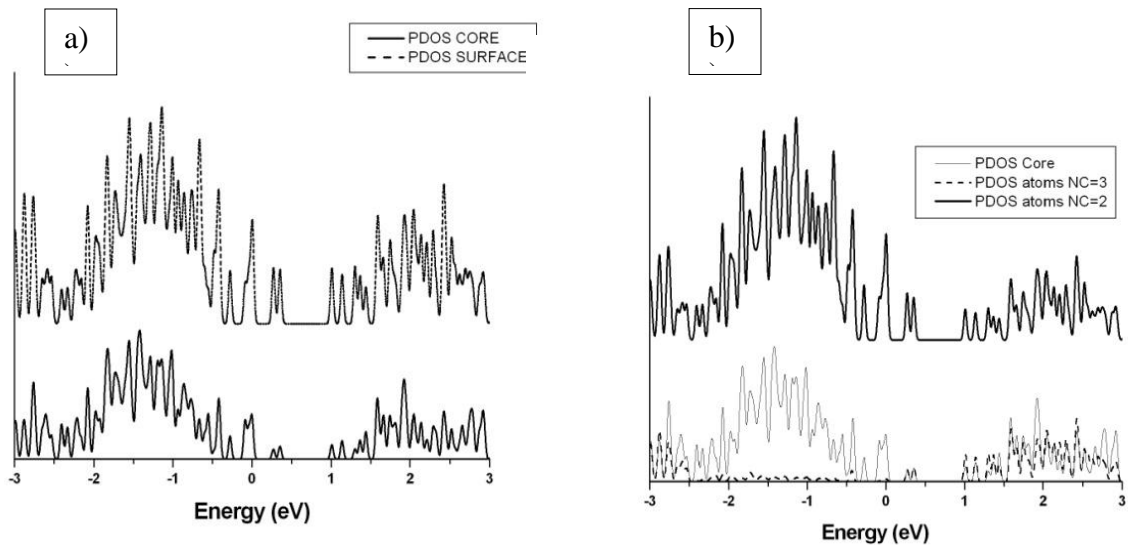 a)
PDOS CORE
PDOS SURFACE
-3 -2 -1 0 1 2 3
Energy (eV)
b)
PDOS Core
PDOS atoms NC=3
PDOS atoms NC=2
-3 -2 -1 0 1 2 3
Energy (eV)